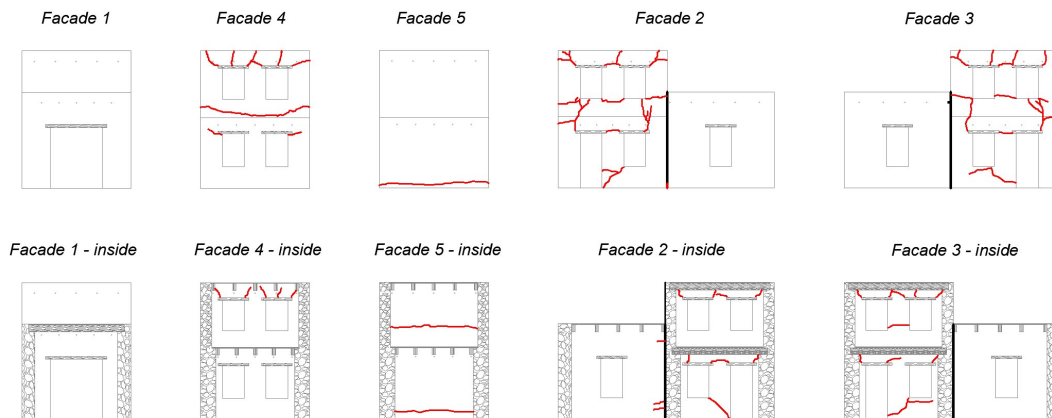 Facade 1
Facade 4
Facade 5
Facade 2
Facade 3
Facade 1 - inside
Facade 4 - inside
Facade 5 - inside
Facade 2 - inside
Facade 3 - inside